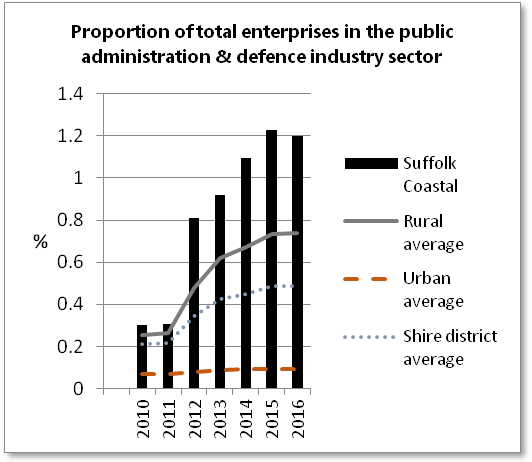 Proportion of total enterprises in the public
administration & defence industry sector
1.4
1.2
1
0.8
0.6
0.4
0.2
0
%
2010
2011
2012
2013
2014
2015
2016
Suffolk
Coastal
Rural
average
Urban
average
Shire district
average